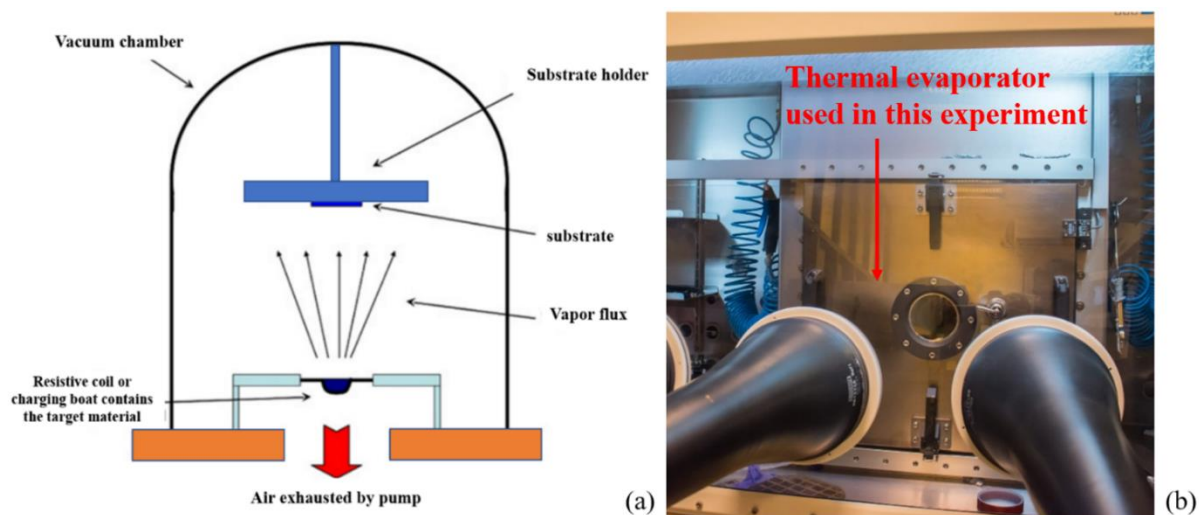 Vacuum chamber
Substrate holder
substrate
Vapor flux
Resistive coil or
charging boat contains
the target material
Air exhausted by pump
(a)
Thermal evaporator
used in this experiment
(b)